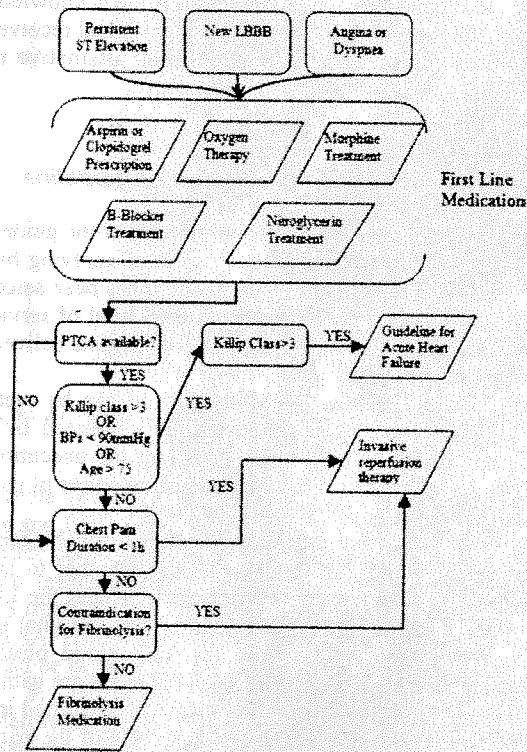 Persistent
ST Elevation
New LBBB
Angina or
Dyspnea
Aspirin or
Clopidogrel
Prescription
Oxygen
Therapy
Morphine
Treatment
First Line
Medication
B-Blocker
Treatment
Nitroglycerin
Treatment
PTCA available?
Killip Class>3
YES
Guideline for
Acute Heart
Failure
YES
NO
Killip class >3
OR
BPs < 90mmHg
OR
Age > 75
YES
NO
YES
Invasive
reperfusion
therapy
Chest Pain
Duration < 1h
NO
Contraindication
for Fibrinolysis?
YES
NO
Fibrinolysis
Medication